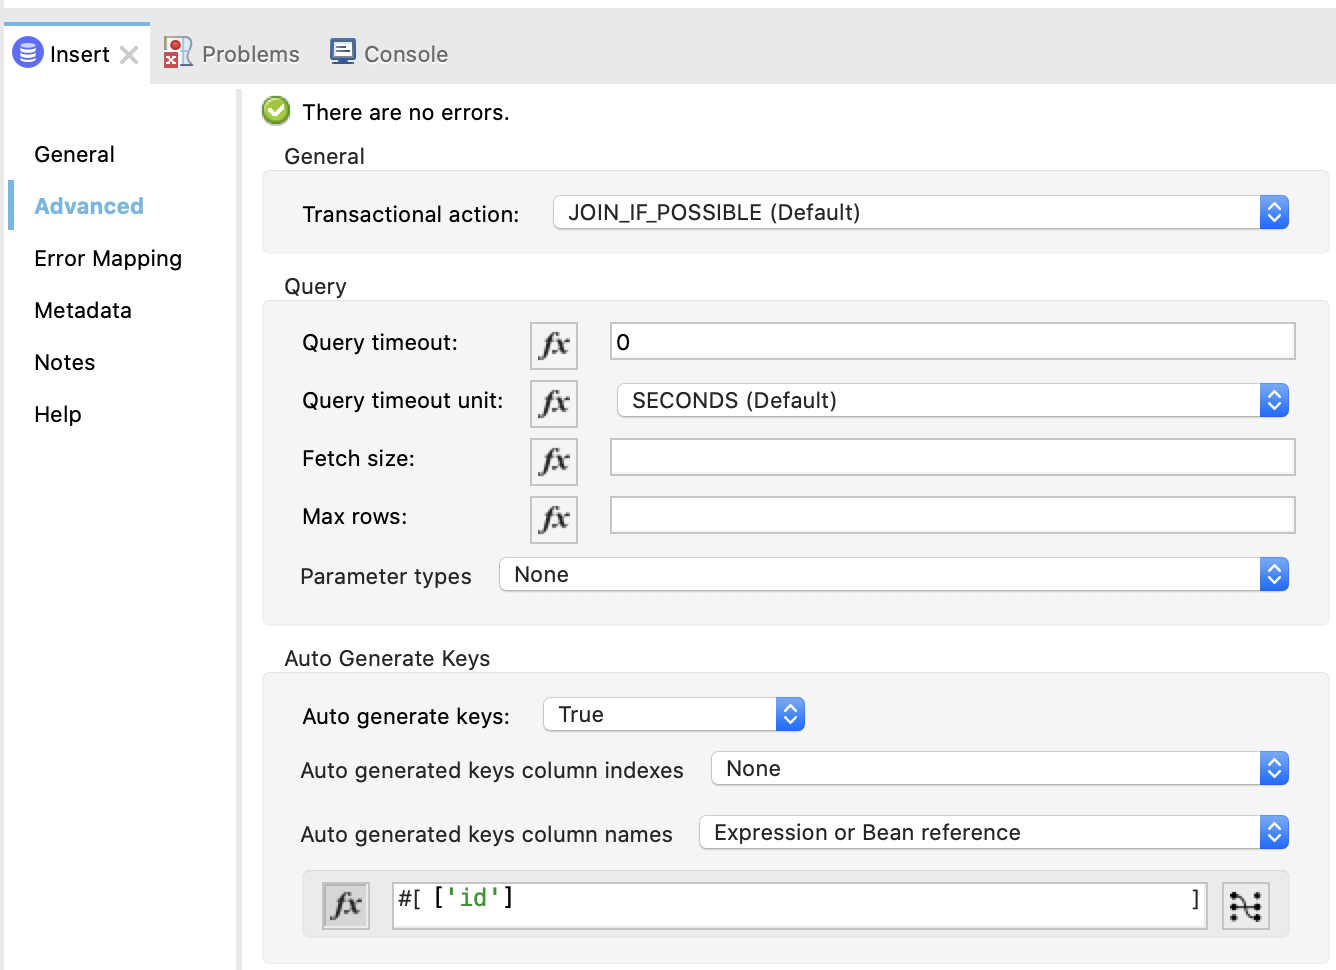 Insert Problems Console
There are no errors.
General
Advanced
Error Mapping
Metadata
Notes
Help
General
Transactional action: JOIN_IF_POSSIBLE (Default)
Query
Query timeout: fx 0
Query timeout unit: fx SECONDS (Default)
Fetch size: fx
Max rows: fx
Parameter types None
Auto Generate Keys
Auto generate keys: True
Auto generated keys column indexes None
Auto generated keys column names Expression or Bean reference
fx #[ ['id'] ]